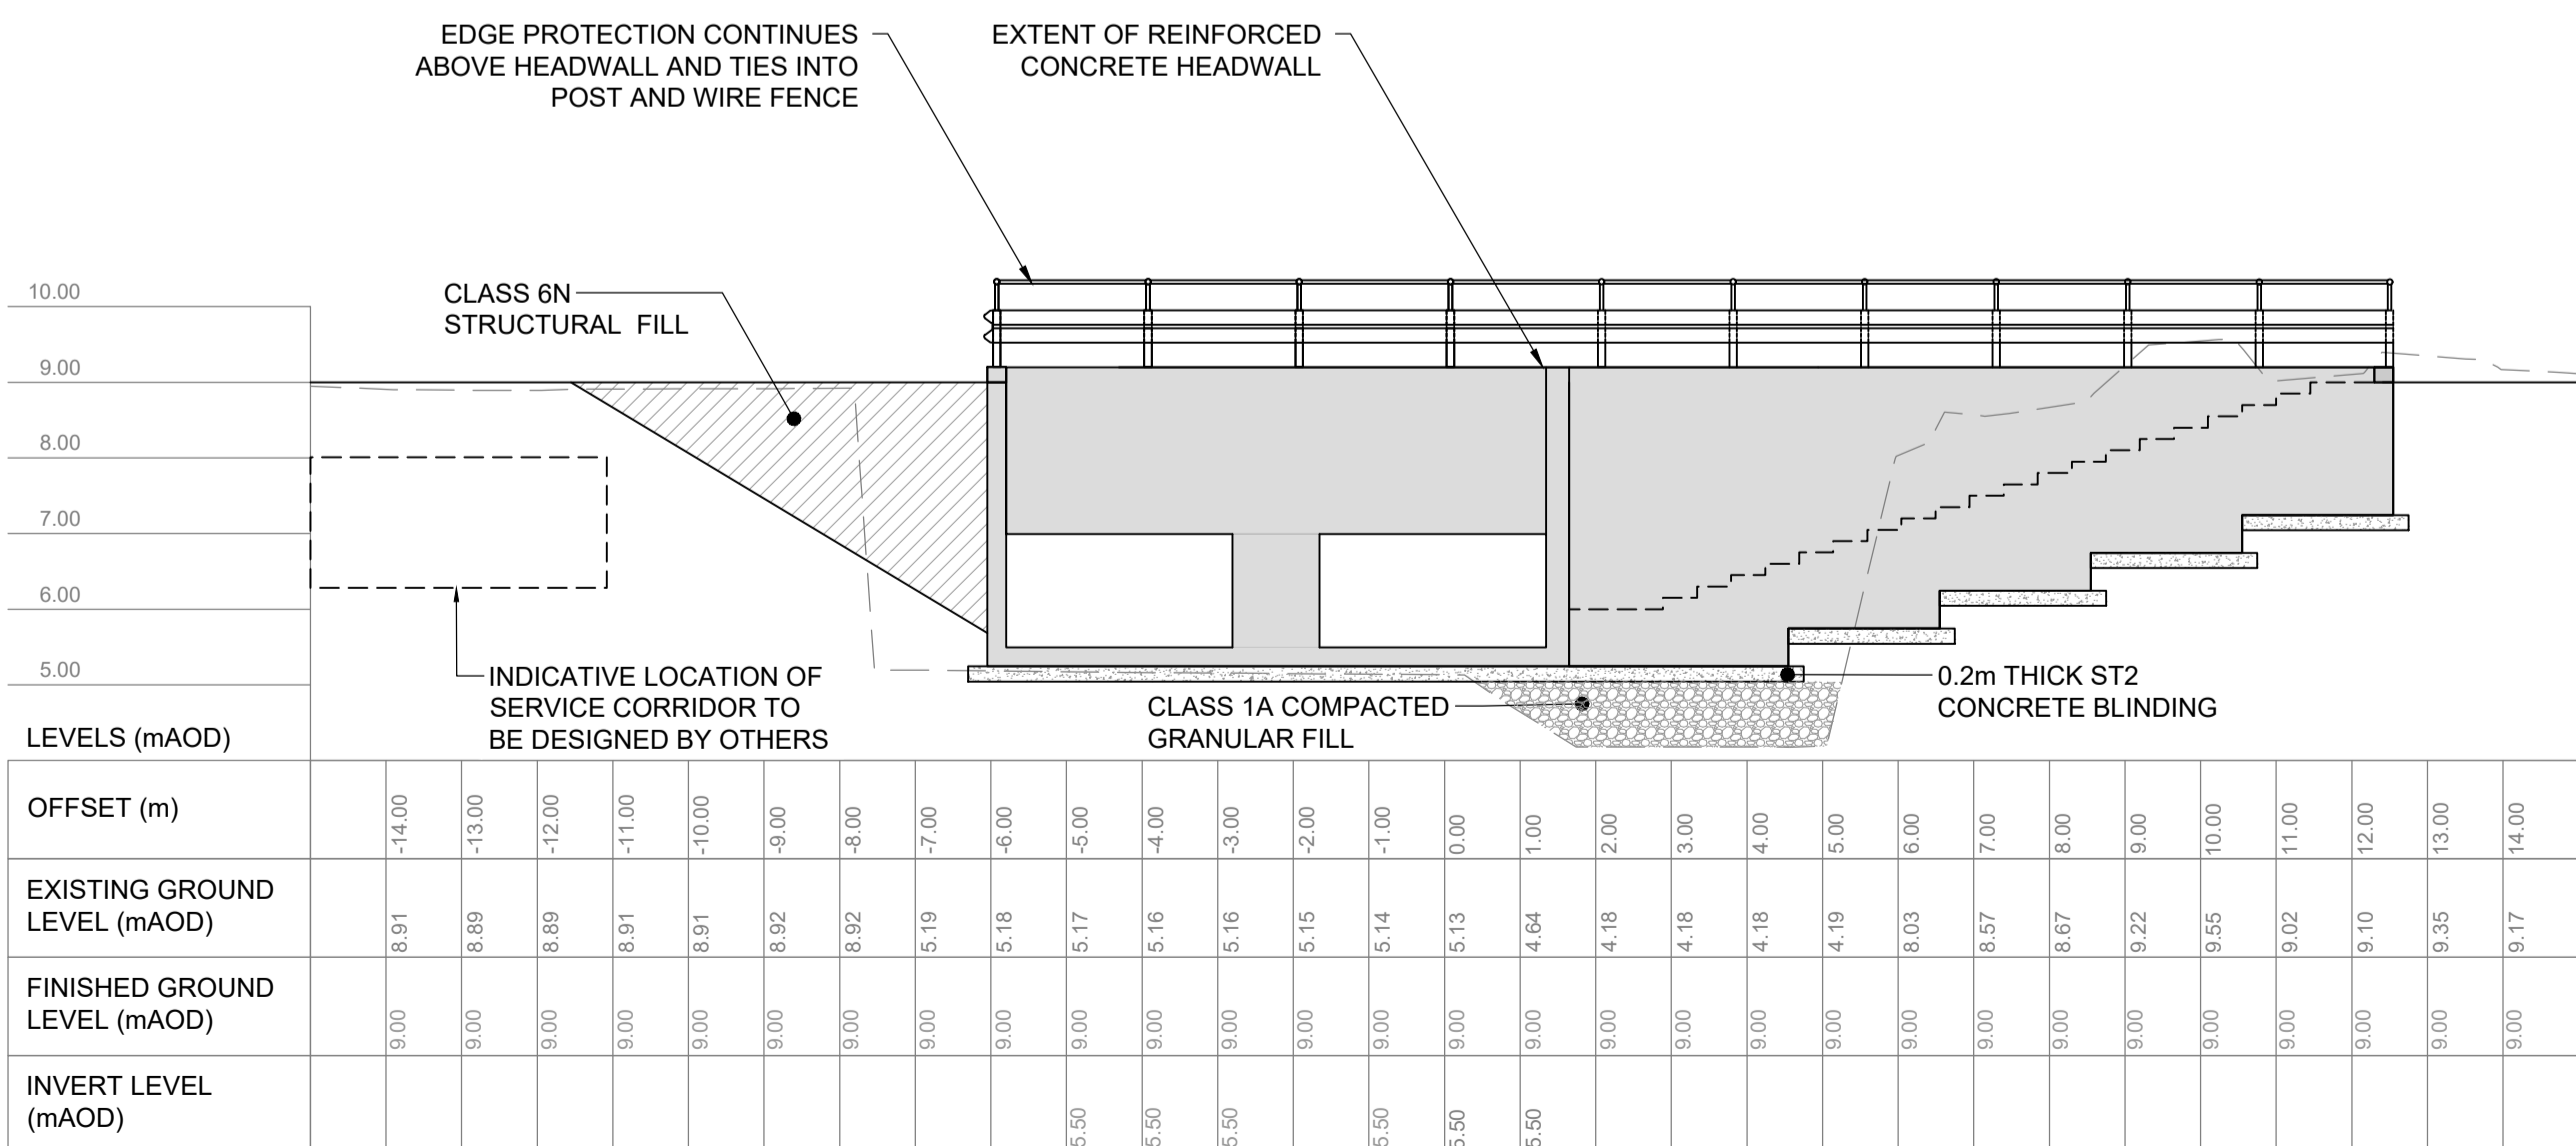 EDGE PROTECTION CONTINUES
ABOVE HEADWALL AND TIES INTO
POST AND WIRE FENCE
EXTENT OF REINFORCED
CONCRETE HEADWALL
CLASS 6N
STRUCTURAL FILL
10.00
9.00
8.00
7.00
6.00
5.00
INDICATIVE LOCATION OF
SERVICE CORRIDOR TO
BE DESIGNED BY OTHERS
CLASS 1A COMPACTED
GRANULAR FILL
0.2m THICK ST2
CONCRETE BLINDING
LEVELS (mAOD)
OFFSET (m) -14.00 -13.00 -12.00 -11.00 -10.00 -9.00 -8.00 -7.00 -6.00 -5.00 -4.00 -3.00 -2.00 -1.00 0.00 1.00 2.00 3.00 4.00 5.00 6.00 7.00 8.00 9.00 10.00 11.00 12.00 13.00 14.00
EXISTING GROUND
LEVEL (mAOD) 8.91 8.89 8.89 8.91 8.91 8.92 8.92 5.19 5.18 5.17 5.16 5.16 5.15 5.14 5.13 4.64 4.18 4.18 4.18 4.19 8.03 8.57 8.67 9.22 9.55 9.02 9.10 9.35 9.17
FINISHED GROUND
LEVEL (mAOD) 9.00 9.00 9.00 9.00 9.00 9.00 9.00 9.00 9.00 9.00 9.00 9.00 9.00 9.00 9.00 9.00 9.00 9.00 9.00 9.00 9.00 9.00 9.00 9.00 9.00 9.00 9.00 9.00 9.00
INVERT LEVEL
(mAOD) 5.50 5.50 5.50 5.50 5.50 5.50